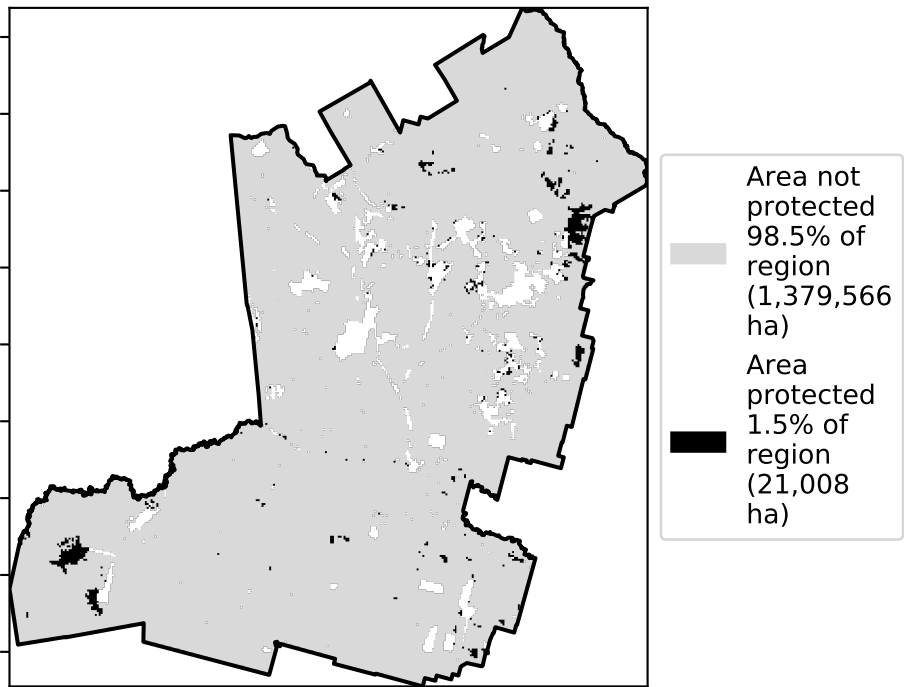 Area not
protected
98.5% of
region
(1,379,566
ha)
Area
protected
1.5% of
region
(21,008
ha)